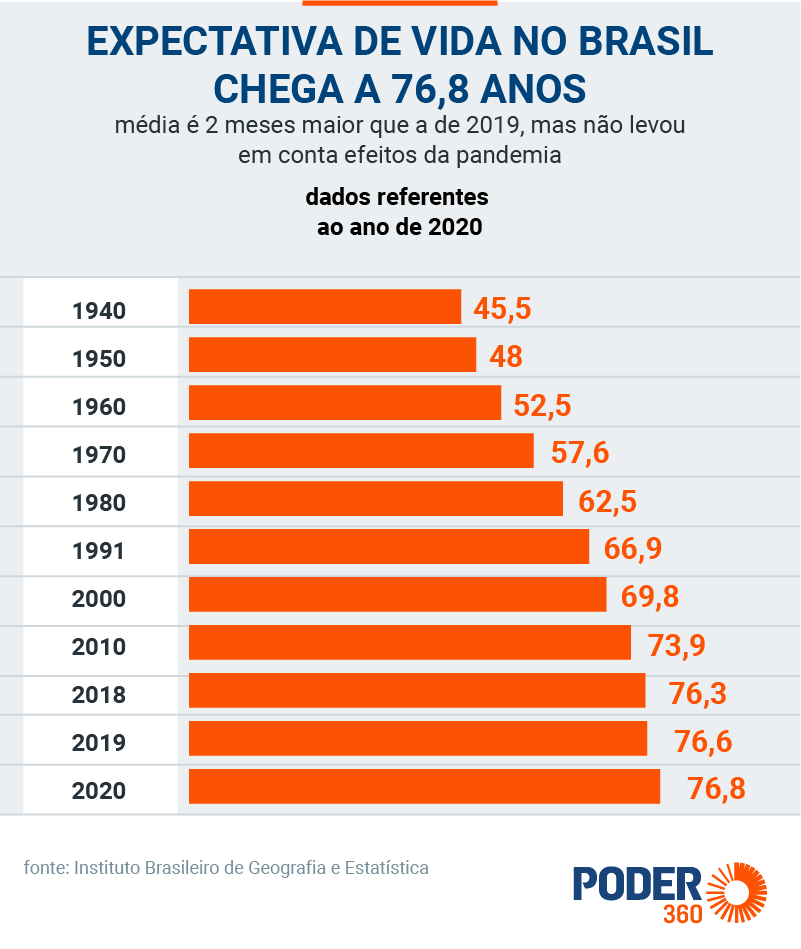 EXPECTATIVA DE VIDA NO BRASIL
CHEGA A 76,8 ANOS
média é 2 meses maior que a de 2019, mas não levou
em conta efeitos da pandemia
dados referentes
ao ano de 2020
1940 45,5
1950 48
1960 52,5
1970 57,6
1980 62,5
1991 66,9
2000 69,8
2010 73,9
2018 76,3
2019 76,6
2020 76,8
fonte: Instituto Brasileiro de Geografia e Estatística
PODER
360